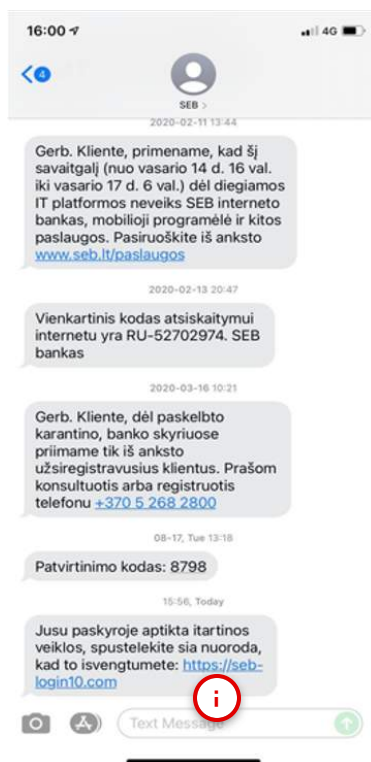 16:00
4G
4
SEB >
2020-02-11 13:44
Gerb. Kliente, primename, kad šį
savaitgalį (nuo vasario 14 d. 16 val.
iki vasario 17 d. 6 val.) dėl diegiamos
IT platformos neveiks SEB interneto
bankas, mobilioji programėlė ir kitos
paslaugos. Pasiruoškite iš anksto
www.seb.lt/paslaugos
2020-02-13 20:47
Vienkartinis kodas atsiskaitymui
internetu yra RU-52702974. SEB
bankas
2020-03-16 10:21
Gerb. Kliente, dėl paskelbto
karantino, banko skyriuose
priimame tik iš anksto
užsiregistravusius klientus. Prašom
konsultuotis arba registruotis
telefonu +370 5 268 2800
08-17, Tue 13:18
Patvirtinimo kodas: 8798
15:56, Today
Jusu paskyroje aptikta itartinos
veiklos, spustelekite sia nuoroda,
kad to isvengtumete: https://seb-
login10.com
i
Text Message